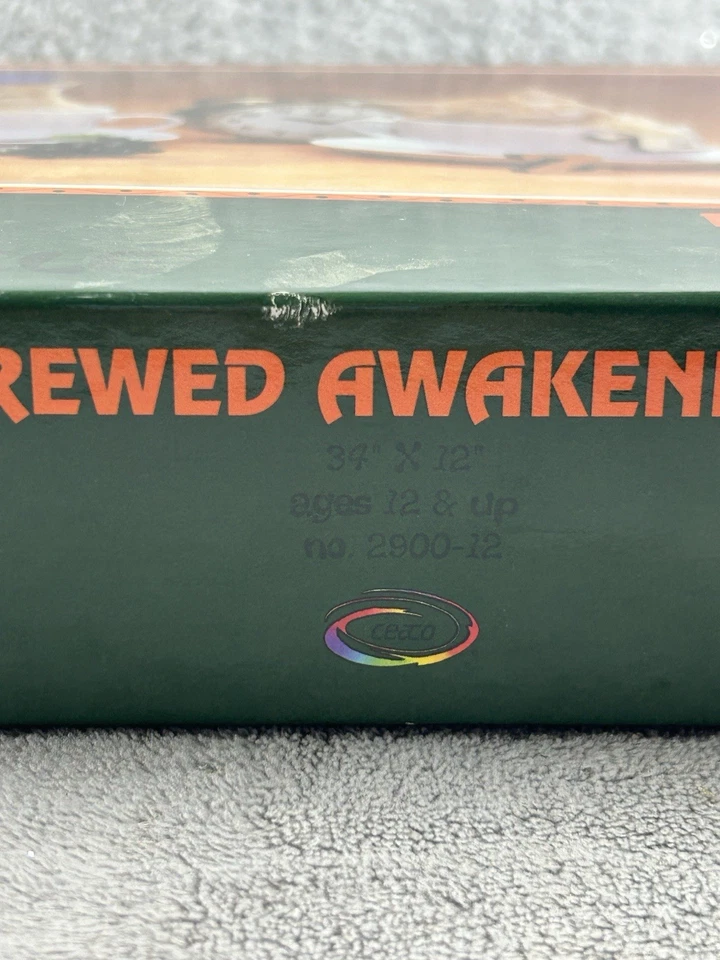 REWED AWAKENI
34" X 12"
ages 12 & up
no. 2900-12
ceaco